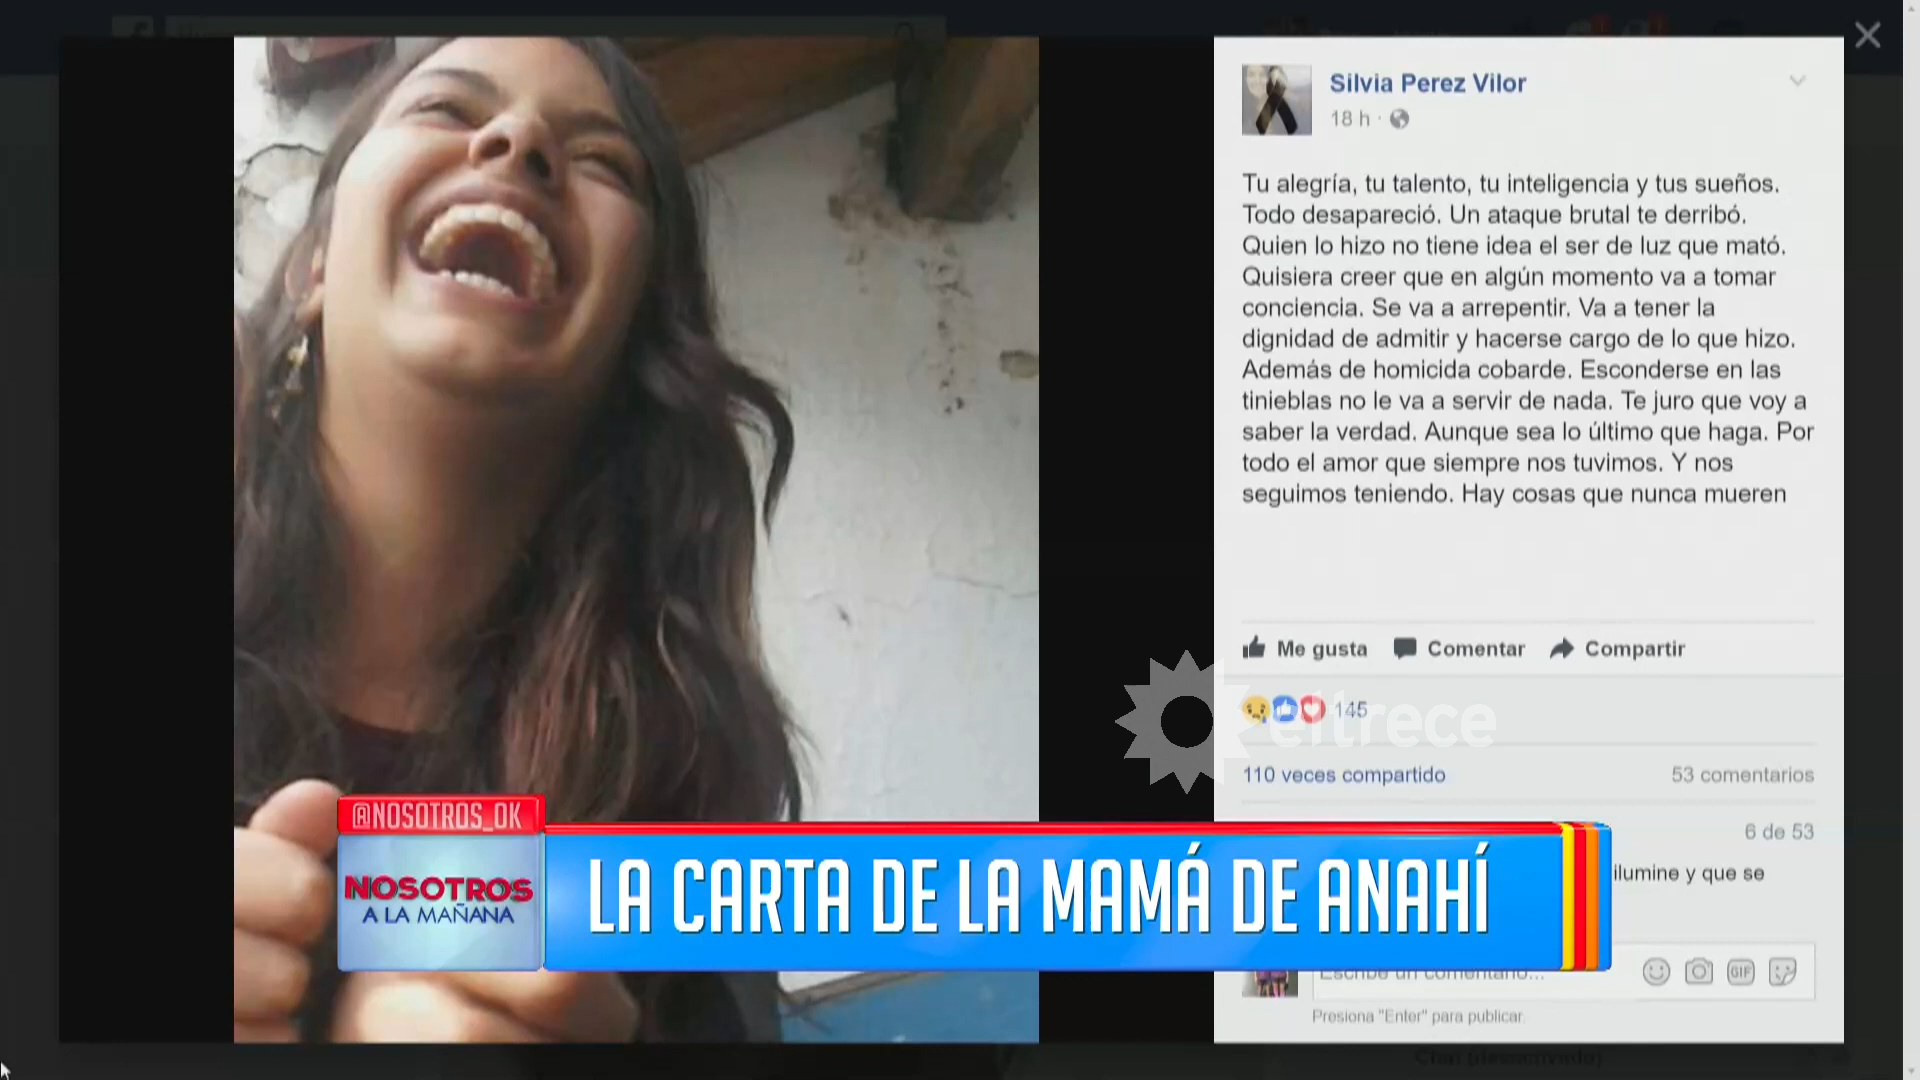 Silvia Perez Vilor
18 h
Tu alegría, tu talento, tu inteligencia y tus sueños.
Todo desapareció. Un ataque brutal te derribó.
Quien lo hizo no tiene idea el ser de luz que mató.
Quisiera creer que en algún momento va a tomar
conciencia. Se va a arrepentir. Va a tener la
dignidad de admitir y hacerse cargo de lo que hizo.
Además de homicida cobarde. Esconderse en las
tinieblas no le va a servir de nada. Te juro que voy a
saber la verdad. Aunque sea lo último que haga. Por
todo el amor que siempre nos tuvimos. Y nos
seguimos teniendo. Hay cosas que nunca mueren
Me gusta Comentar Compartir
145
eltrece
110 veces compartido 53 comentarios
6 de 53
ilumine y que se
@NOSOTROS_OK
NOSOTROS
A LA MAÑANA
LA CARTA DE LA MAMÁ DE ANAHÍ
Escribe un comentario...
GIF
Presiona "Enter" para publicar.
Chat (desactivado)